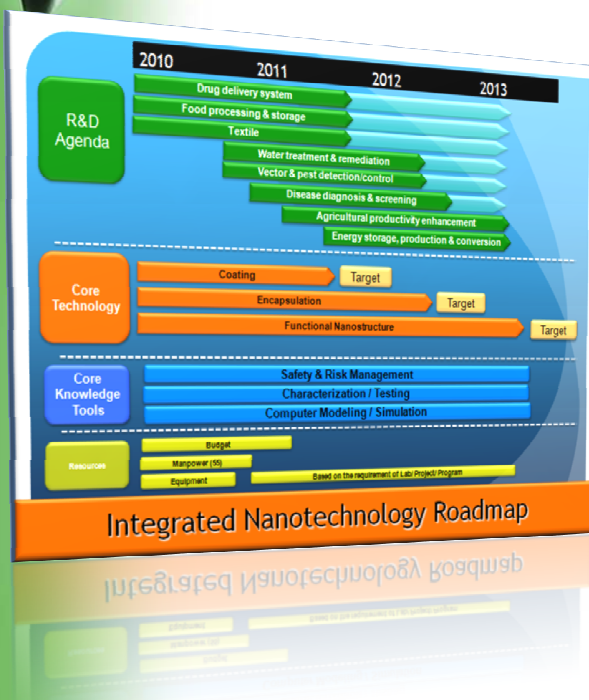 2010
2011
2012
2013
R&D
Agenda
Drug delivery system
Food processing & storage
Textile
Water treatment & remediation
Vector & pest detection/control
Disease diagnosis & screening
Agricultural productivity enhancement
Energy storage, production & conversion
Core
Technology
Coating
Target
Encapsulation
Target
Functional Nanostructure
Target
Core
Knowledge
Tools
Safety & Risk Management
Characterization / Testing
Computer Modeling / Simulation
Resources
Budget
Manpower (55)
Equipment
Based on the requirement of Lab/ Project/ Program
Integrated Nanotechnology Roadmap